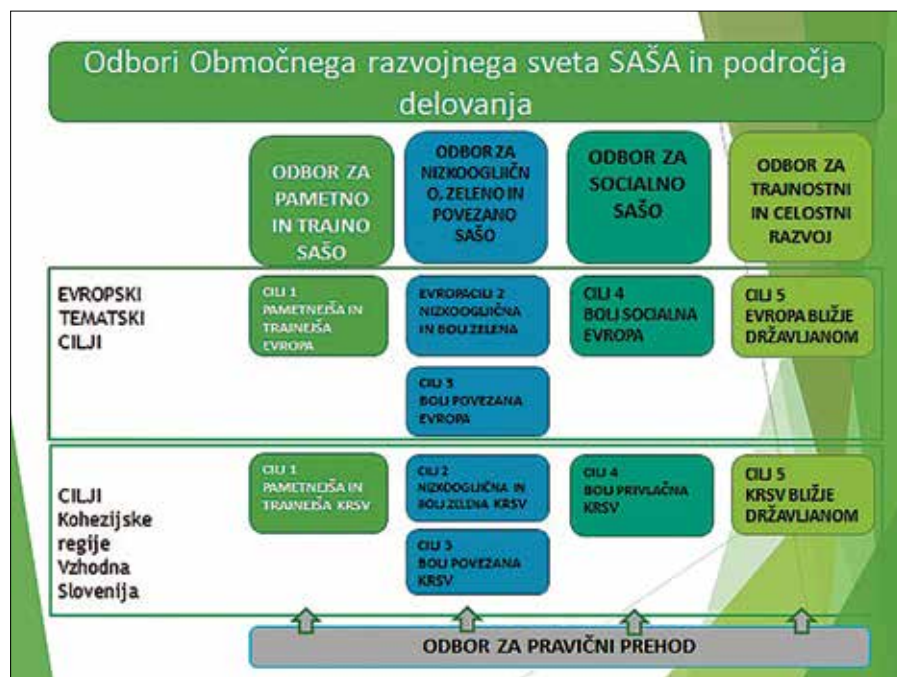 Odbori Območnega razvojnega sveta SAŠA in področja
delovanja
ODBOR ZA
PAMETNO
IN TRAJNO
SAŠO
ODBOR ZA
NIZKOOGLJIČN
O, ZELENO IN
POVEZANO
SAŠO
ODBOR ZA
SOCIALNO
SAŠO
ODBOR ZA
TRAJNOSTNI
IN CELOSTNI
RAZVOJ
EVROPSKI
TEMATSKI
CILJI
CILJ 1
PAMETNEJŠA IN
TRAJNEJŠA
EVROPA
EVROPACILJ 2
NIZKOOGLJIČNA
IN BOLJ ZELENA
CILJ 3
BOLJ POVEZANA
EVROPA
CILJ 4
BOLJ SOCIALNA
EVROPA
CILJ 5
EVROPA BLIŽJE
DRŽAVLJANOM
CILJI
Kohezijske
regije
Vzhodna
Slovenija
CILJ 1
PAMETNEJŠA IN
TRAJNEJŠA KRSV
CILJ 2
NIZKOOGLJIČNA IN
BOLJ ZELENA KRSV
CILJ 3
BOLJ POVEZANA
KRSV
CILJ 4
BOLJ PRIVLAČNA
KRSV
CILJ 5
KRSV BLIŽJE
DRŽAVLJANOM
ODBOR ZA PRAVIČNI PREHOD